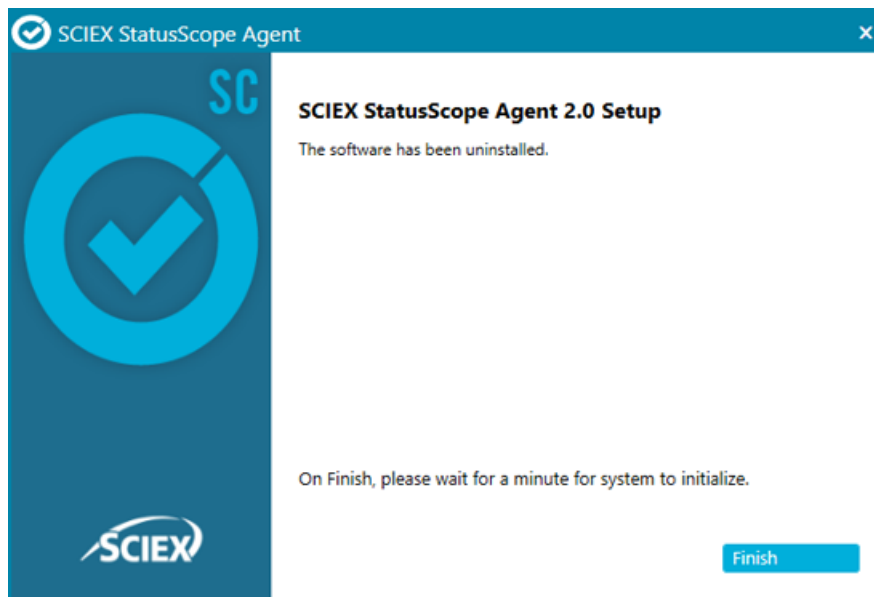 SCIEX StatusScope Agent
SC
SCIEX StatusScope Agent 2.0 Setup
The software has been uninstalled.
On Finish, please wait for a minute for system to initialize.
SCIEX
Finish